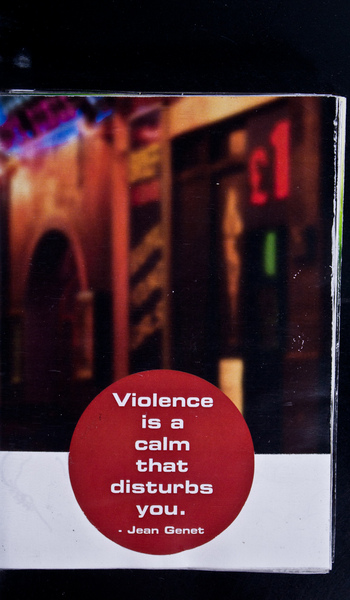 £1
Violence
is a
calm
that
disturbs
you.
- Jean Genet